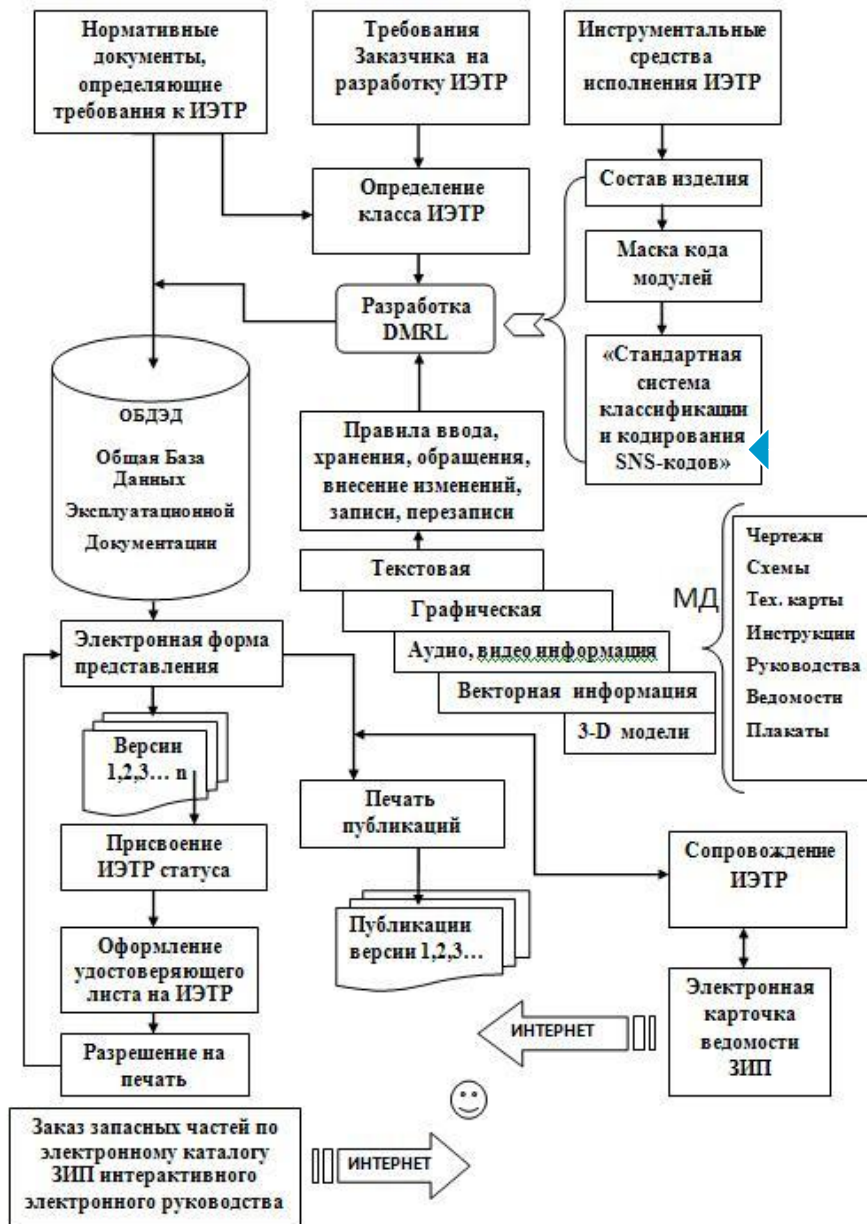 Нормативные
документы,
определяющие
требования к ИЭТР
Требования
Заказчика на
разработку ИЭТР
Инструментальные
средства
исполнения ИЭТР
Определение
класса ИЭТР
Состав изделия
Маска кода
модулей
Разработка
DMRL
«Стандартная
система
классификации
и кодирования
SNS-кодов»
ОБДЭД
Общая База
Данных
Эксплуатационной
Документации
Правила ввода,
хранения, обращения,
внесение изменений,
записи, перезаписи
Текстовая
Графическая
Аудио, видео информация
Векторная информация
3-D модели
МД
Чертежи
Схемы
Тех. карты
Инструкции
Руководства
Ведомости
Плакаты
Электронная форма
представления
Версии
1,2,3... n
Печать
публикаций
Присвоение
ИЭТР статуса
Сопровождение
ИЭТР
Публикации
версии 1,2,3...
Оформление
удостоверяющего
листа на ИЭТР
Электронная
карточка
ведомости
ЗИП
ИНТЕРНЕТ
Разрешение на
печать
Заказ запасных частей по
электронному каталогу
ЗИП интерактивного
электронного руководства
ИНТЕРНЕТ